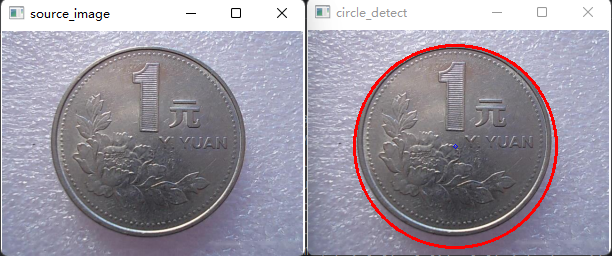 source_image
circle_detect
1
元
YI YUAN
1
元
YI YUAN